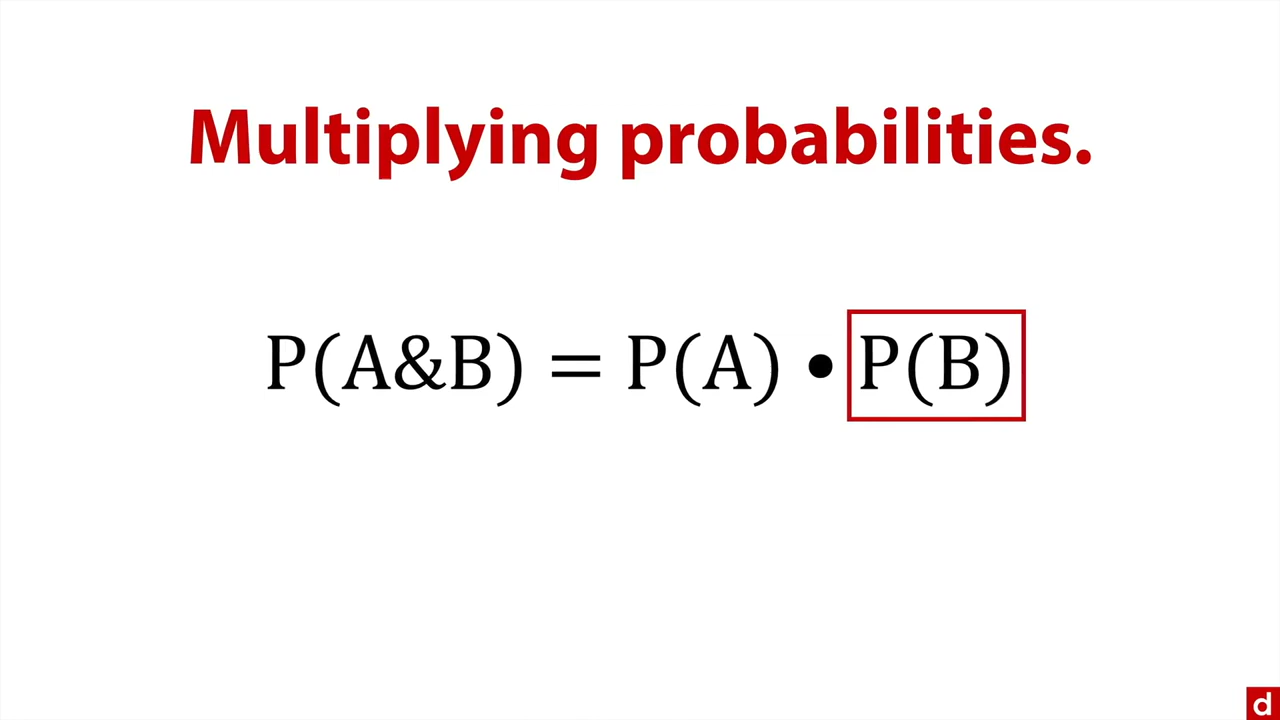 Multiplying probabilities.
P(A&B) = P(A) • P(B)
d